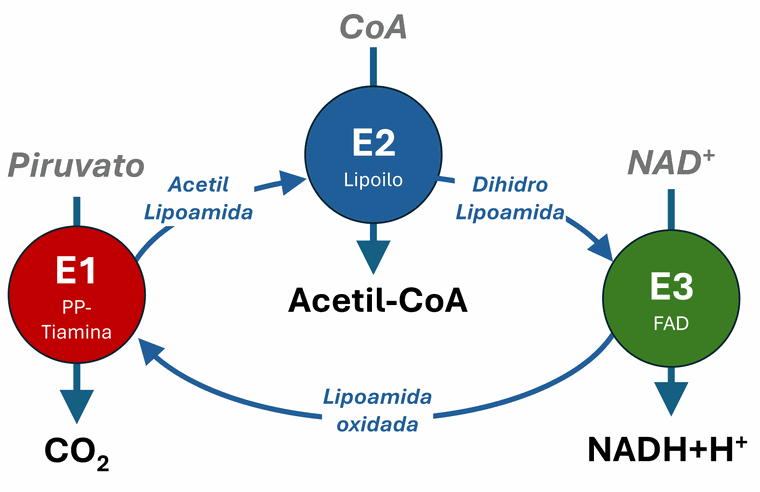 CoA
E2
Lipoilo
Piruvato
Acetil
Lipoamida
Dihidro
Lipoamida
NAD⁺
E1
PP-
Tiamina
Acetil-CoA
E3
FAD
Lipoamida
oxidada
CO₂
NADH+H⁺